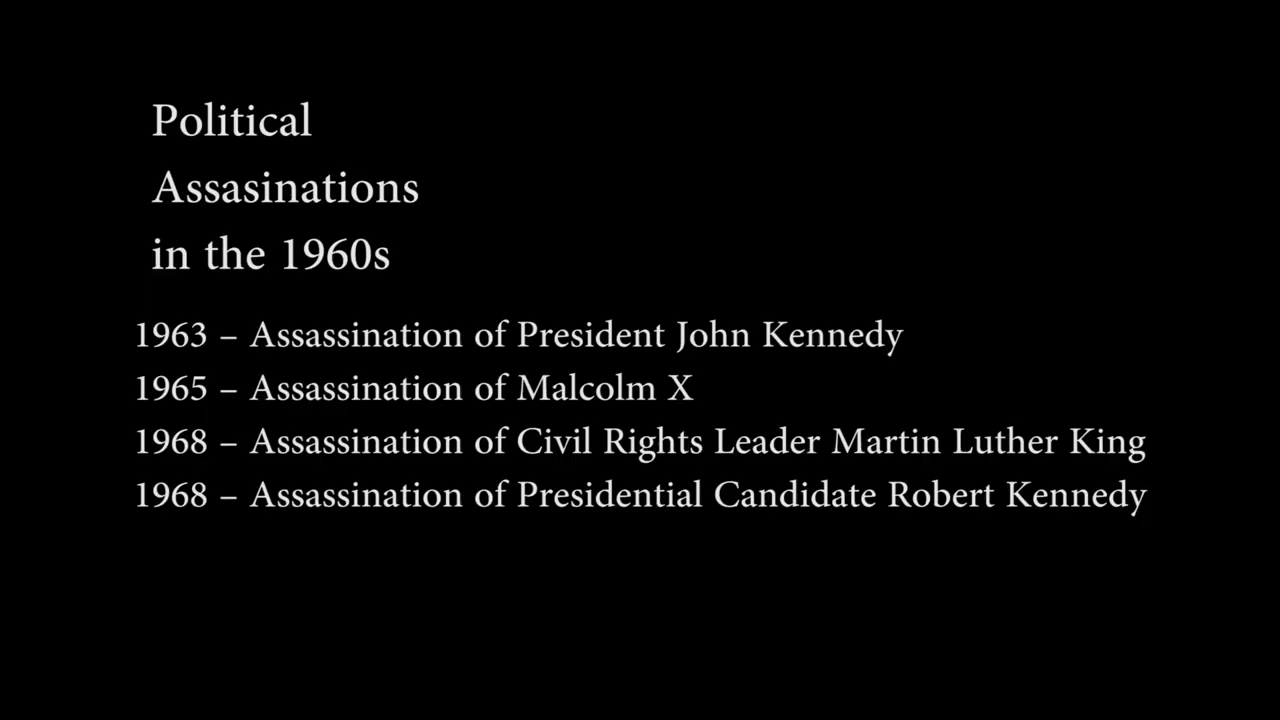 Political
Assasinations
in the 1960s
1963 – Assassination of President John Kennedy
1965 – Assassination of Malcolm X
1968 – Assassination of Civil Rights Leader Martin Luther King
1968 – Assassination of Presidential Candidate Robert Kennedy